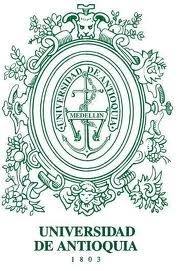 UNIVERSIDAD DE ANTIOQUIA
MEDELLIN
UNIVERSIDAD
DE ANTIOQUIA
1803